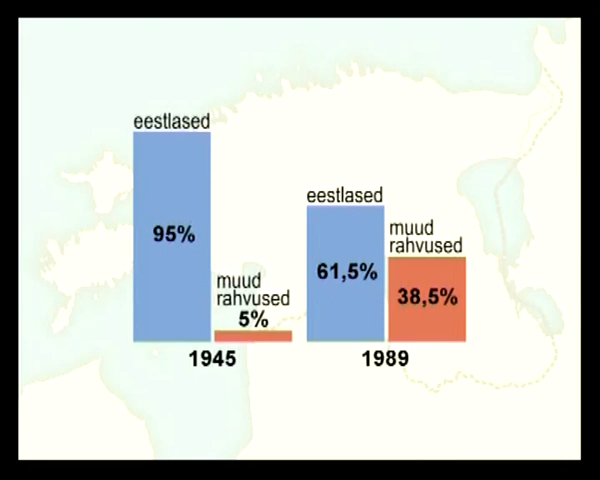 eestlased
95%
muud
rahvused
5%
1945
eestlased
61,5%
muud
rahvused
38,5%
1989